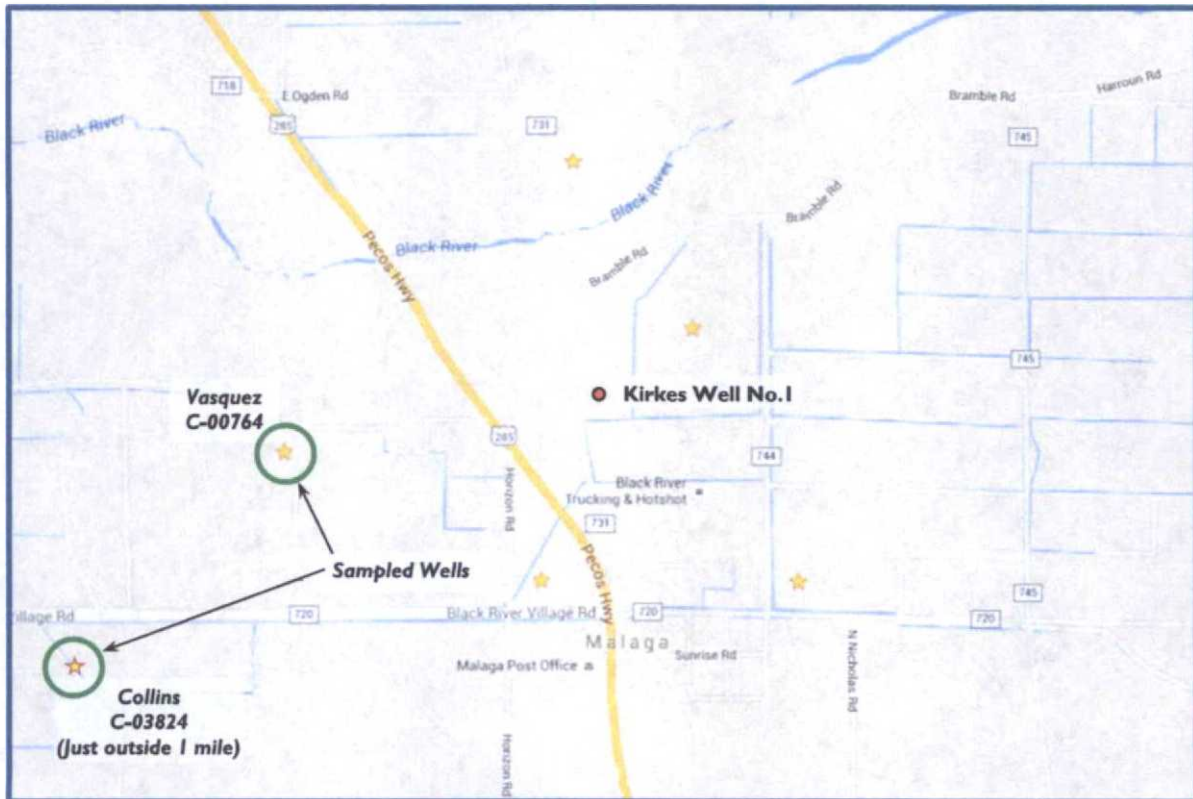 718
E Ogden Rd
285
731
Bramble Rd
Harroun Rd
745
Black River
Black River
Black River
Bramble Rd
Bramble Rd
Pecos Hwy
745
Vasquez
C-00764
Kirkes Well No.1
285
744
Horizon Rd
Black River
Trucking & Hotshot
731
Pecos Hwy
Sampled Wells
745
illage Rd
720
Black River Village Rd
720
720
Malaga
Sunrise Rd
Malaga Post Office
N Nicholas Rd
Collins
C-03824
(Just outside 1 mile)
Horizon Rd